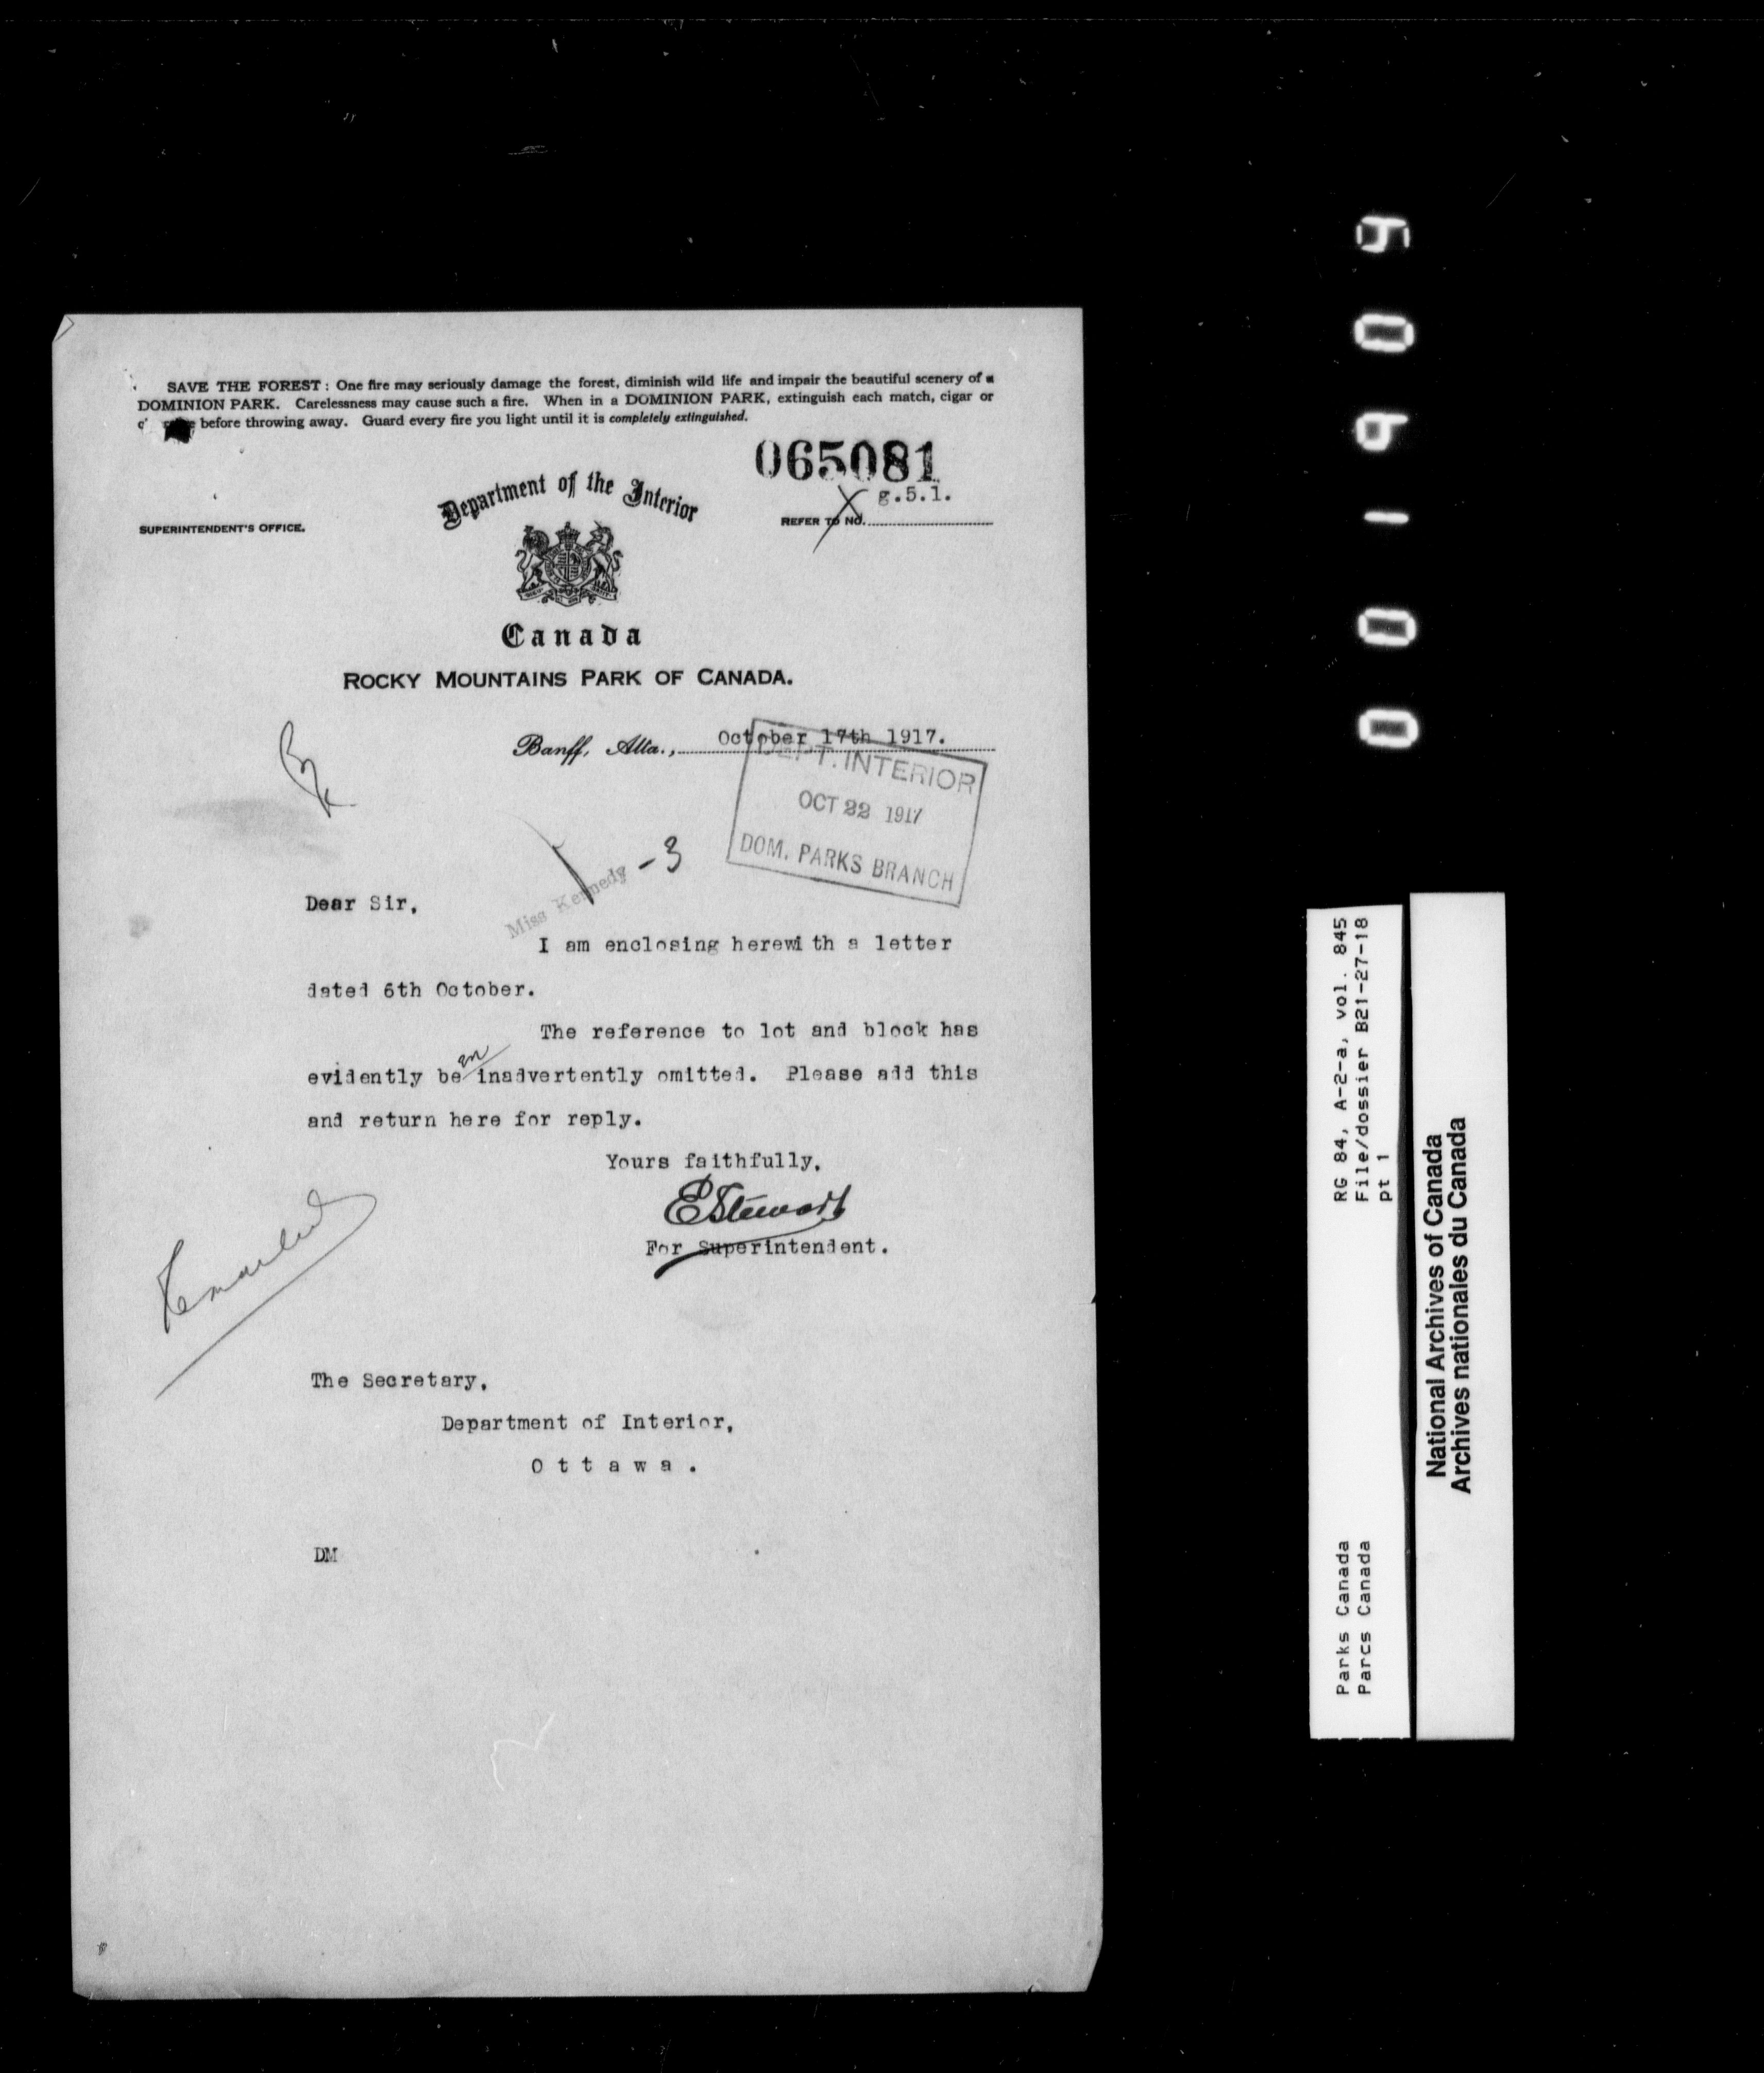 SAVE THE FOREST: One fire may seriously damage the forest, diminish wild life and impair the beautiful scenery of a
DOMINION PARK. Carelessness may cause such a fire. When in a DOMINION PARK, extinguish each match, cigar or
before throwing away. Guard every fire you light until it is completely extinguished.
065081
Department of the Interior
g.5.1.
SUPERINTENDENT'S OFFICE.
REFER TO NO.
Canada
ROCKY MOUNTAINS PARK OF CANADA.
Banff, Alta., October 17th 1917.
DEPT. INTERIOR
OCT 22 1917
DOM. PARKS BRANCH
-3
Miss Kennedy
Dear Sir,
I am enclosing herewith a letter
dated 6th October.
The reference to lot and block has
en
evidently be inadvertently omitted. Please add this
and return here for reply.
Yours faithfully,
EStewart
For Superintendent.
The Secretary,
Department of Interior,
Ottawa.
DM
RG 84, A-2-a, vol. 845
File/dossier B21-27-18
pt 1
Parks Canada
Parcs Canada
National Archives of Canada
Archives nationales du Canada